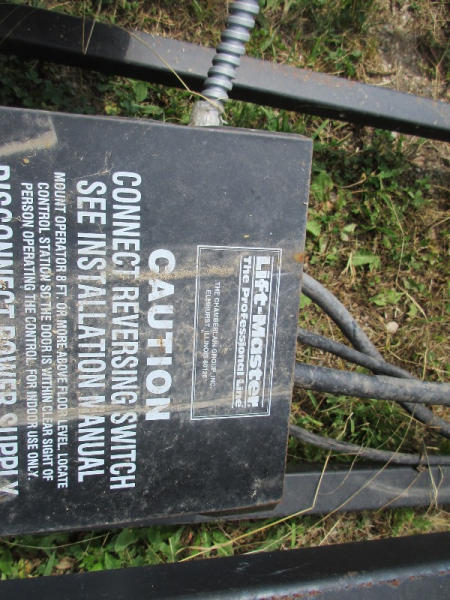 Lift-Master
The Professional Line
THE CHAMBERLAIN GROUP, INC.
ELMHURST, ILLINOIS 60126
CAUTION
CONNECT REVERSING SWITCH
SEE INSTALLATION MANUAL
MOUNT OPERATOR 8 FT. OR MORE ABOVE FLOOR LEVEL. LOCATE
CONTROL STATION SO THE DOOR IS WITHIN CLEAR SIGHT OF
PERSON OPERATING THE CONTROL. FOR INDOOR USE ONLY.
DISCONNECT POWER SUPPLY